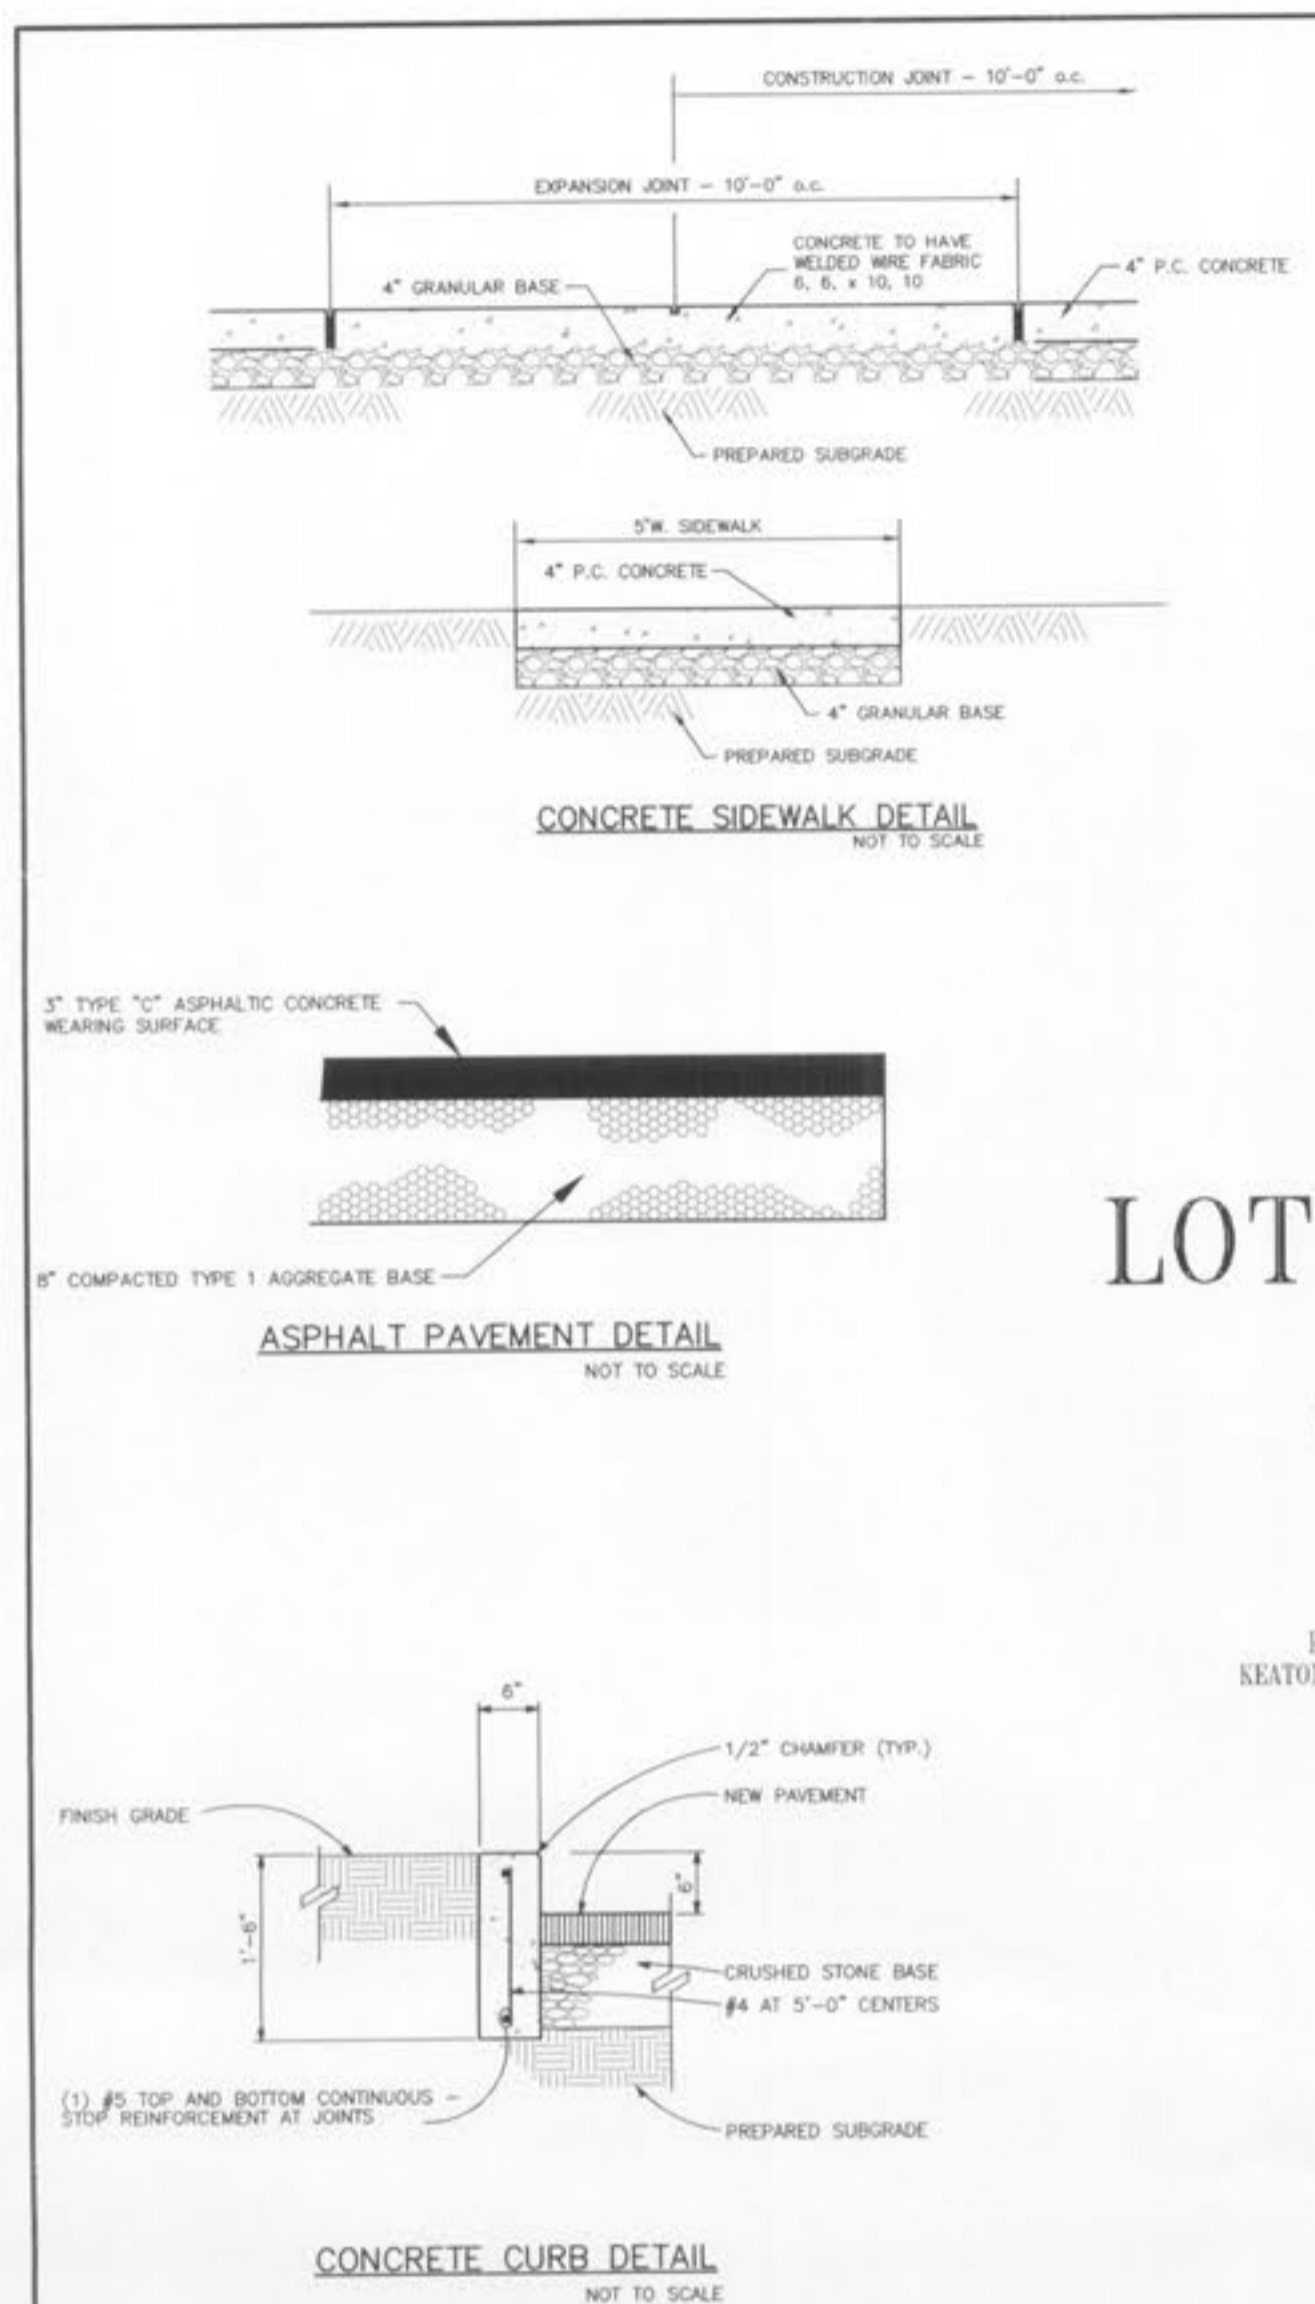 CONSTRUCTION JOINT - 10'-0" o.c.
EXPANSION JOINT - 10'-0" o.c.
CONCRETE TO HAVE
WELDED WIRE FABRIC
6, 6, x 10, 10
4" P.C. CONCRETE
4" GRANULAR BASE
PREPARED SUBGRADE
5'W. SIDEWALK
4" P.C. CONCRETE
4" GRANULAR BASE
PREPARED SUBGRADE
CONCRETE SIDEWALK DETAIL
NOT TO SCALE
3" TYPE "C" ASPHALTIC CONCRETE
WEARING SURFACE
8" COMPACTED TYPE 1 AGGREGATE BASE
ASPHALT PAVEMENT DETAIL
NOT TO SCALE
LOT
6"
1/2" CHAMFER (TYP.)
NEW PAVEMENT
FINISH GRADE
1'-6"
6"
CRUSHED STONE BASE
#4 AT 5'-0" CENTERS
(1) #5 TOP AND BOTTOM CONTINUOUS -
STOP REINFORCEMENT AT JOINTS
PREPARED SUBGRADE
CONCRETE CURB DETAIL
NOT TO SCALE